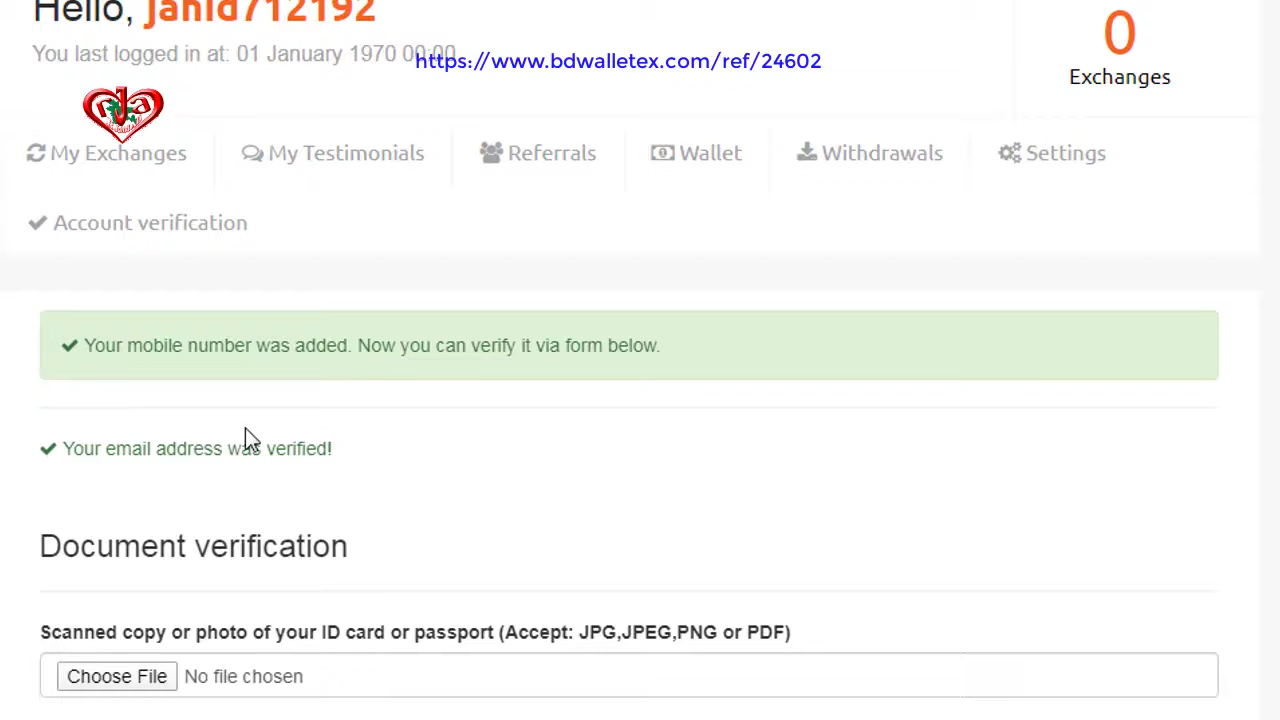 Hello, jahid712192
You last logged in at: 01 January 1970 00:00
https://www.bdwalletex.com/ref/24602
0
Exchanges
My Exchanges
My Testimonials
Referrals
Wallet
Withdrawals
Settings
Account verification
Your mobile number was added. Now you can verify it via form below.
Your email address was verified!
Document verification
Scanned copy or photo of your ID card or passport (Accept: JPG,JPEG,PNG or PDF)
Choose File No file chosen